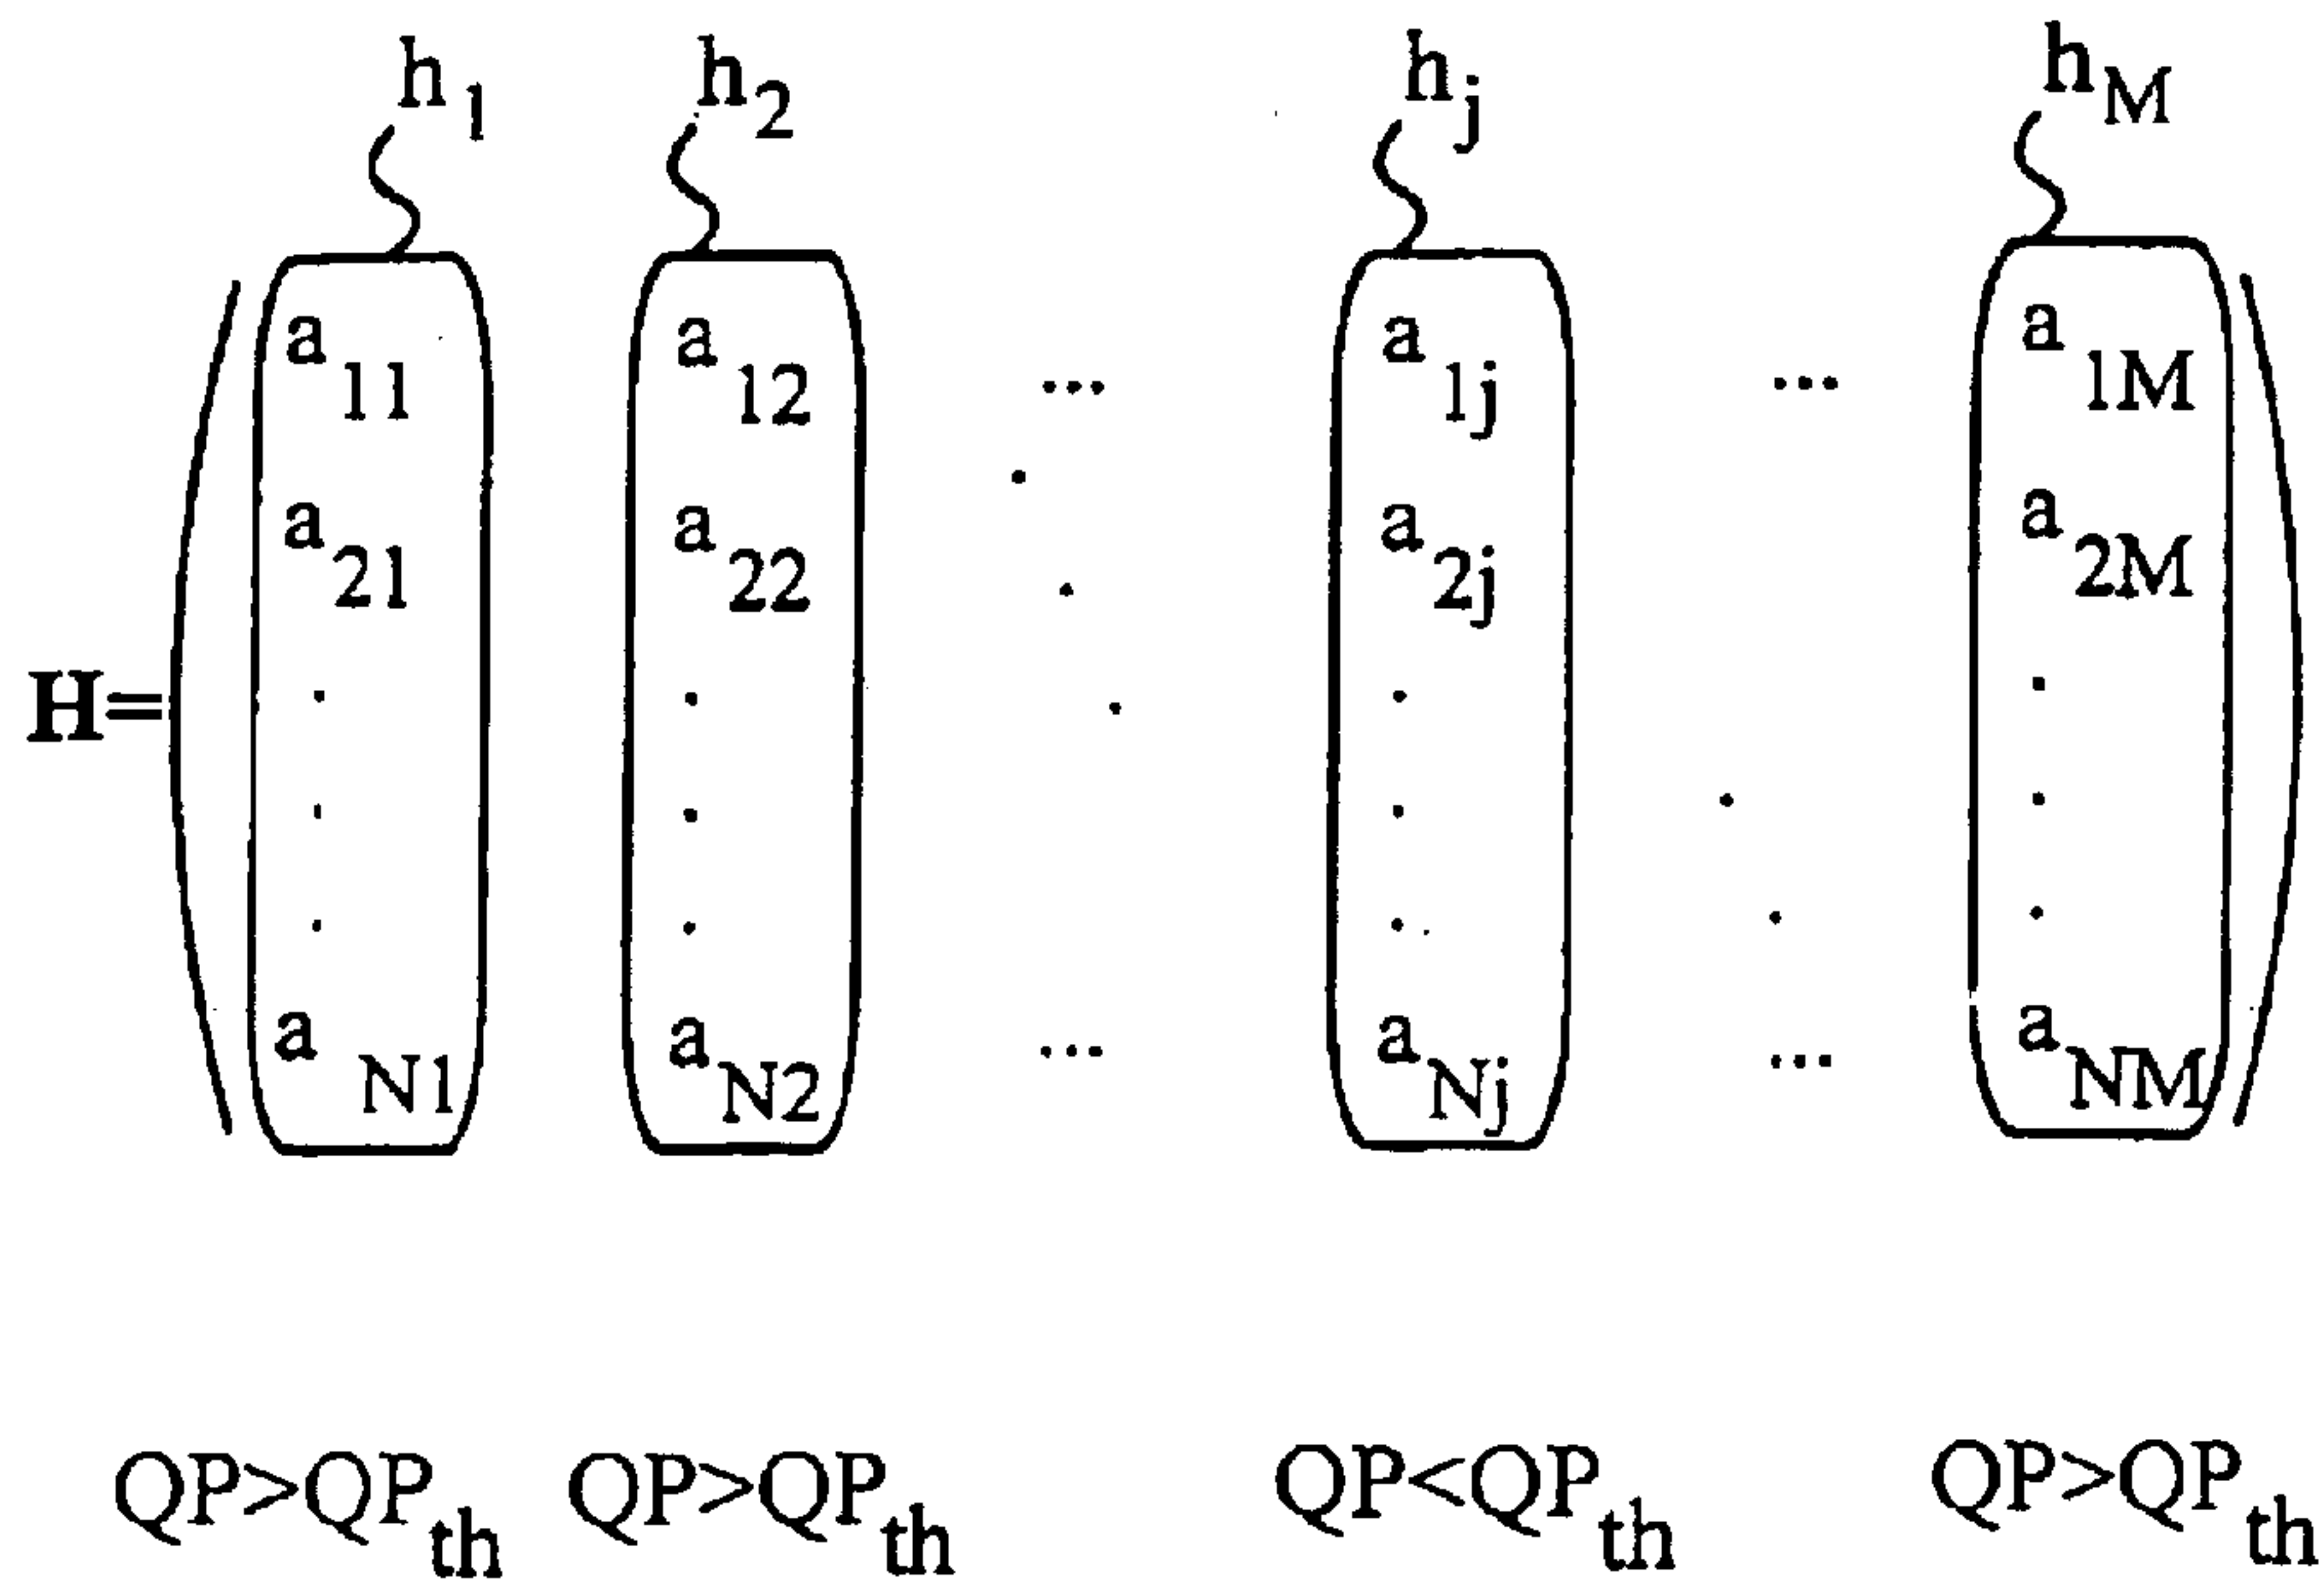 h1 h2 hj hM
a11 a12 ... a1j ... a1M
a21 a22 a2j a2M
H=
aN1 aN2 ... aNj ... aNM
QP>QPth QP>QPth QP<QPth QP>QPth